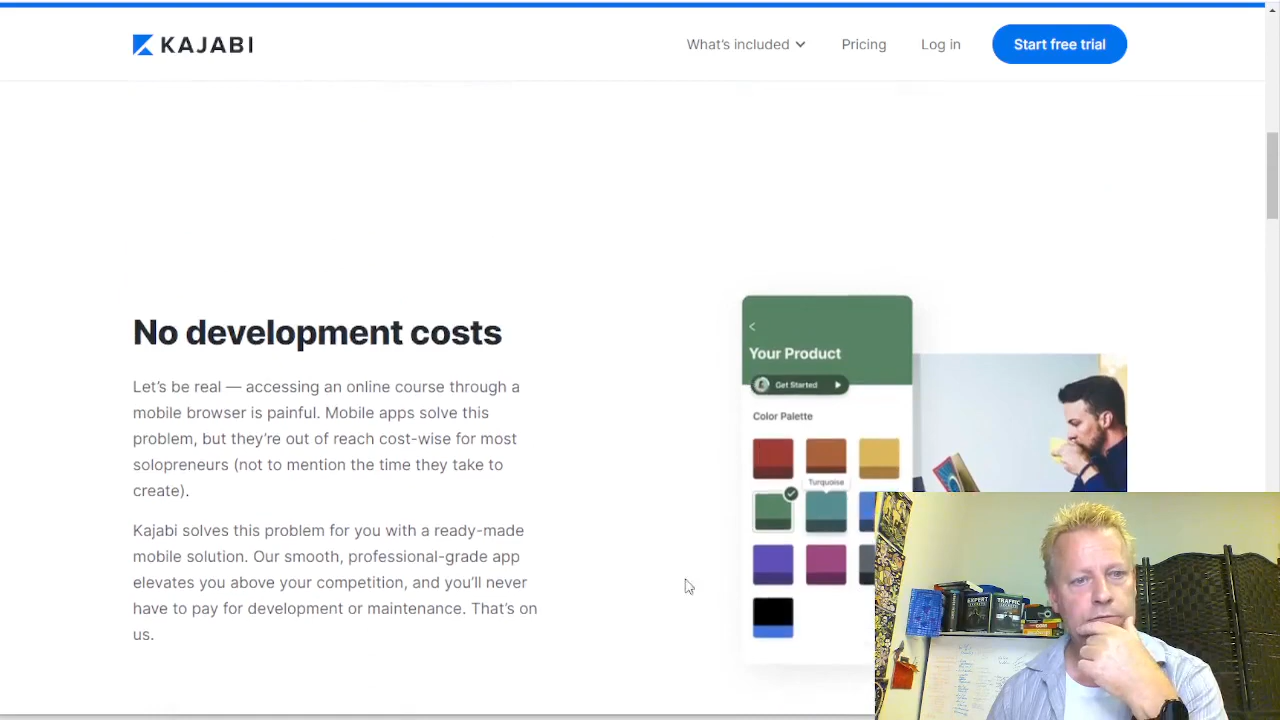 KAJABI
What's included
Pricing
Log in
Start free trial
No development costs
Let's be real — accessing an online course through a
mobile browser is painful. Mobile apps solve this
problem, but they're out of reach cost-wise for most
solopreneurs (not to mention the time they take to
create).
Kajabi solves this problem for you with a ready-made
mobile solution. Our smooth, professional-grade app
elevates you above your competition, and you'll never
have to pay for development or maintenance. That's on
us.
Your Product
Get Started
Color Palette
Turquoise
EXPERT
TRAFFIC